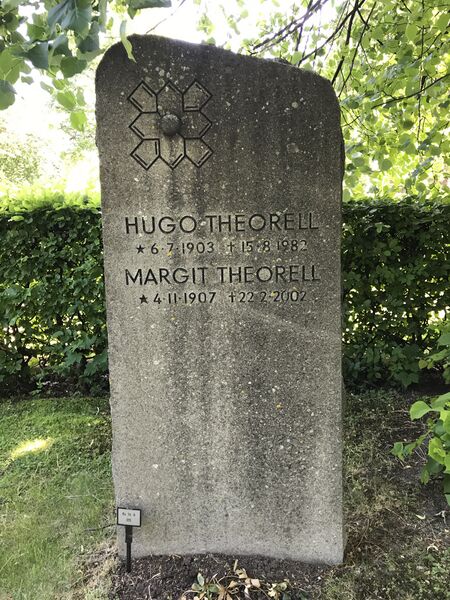 HUGO THEORELL
★ 6·7·1903 † 15·8·1982
MARGIT THEORELL
★ 4·11·1907 † 22·2·2002